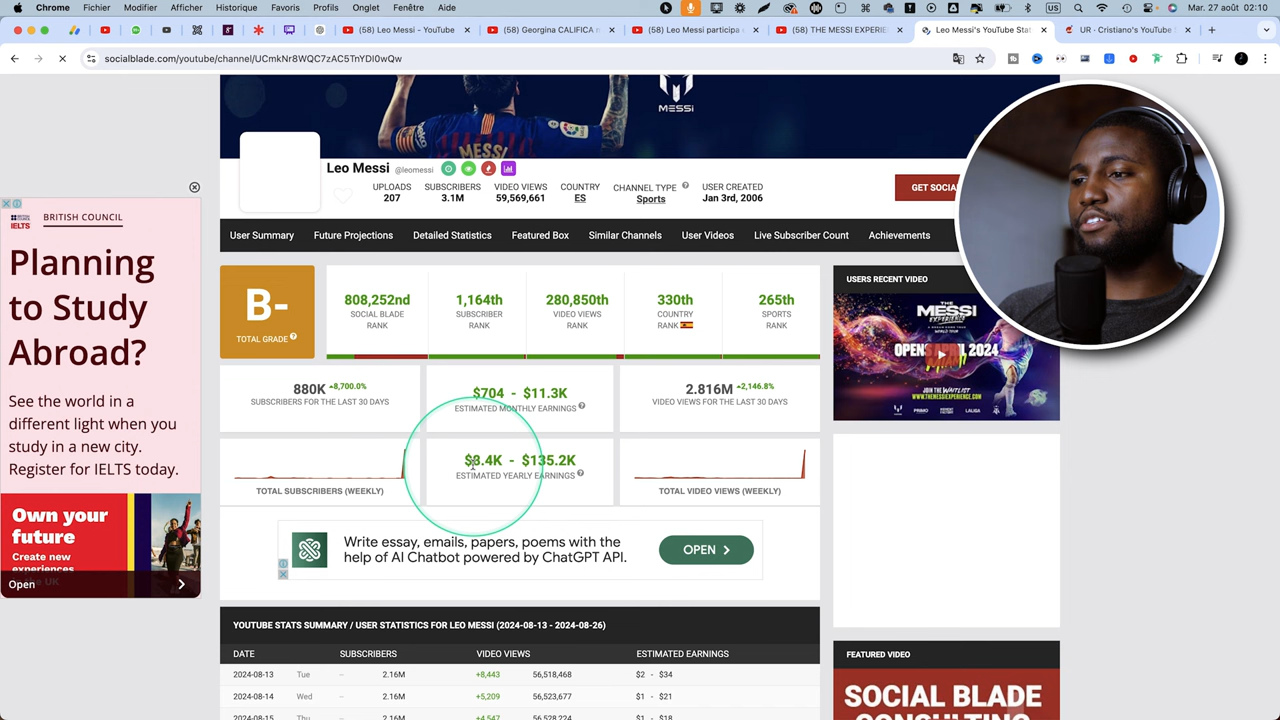 Chrome Fichier Modifier Afficher Historique Favoris Profils Onglet Fenêtre Aide
US Mar. 27 août 02:10
(58) Leo Messi - YouTube
(58) Georgina CALIFICA
(58) Leo Messi participa
(58) THE MESSI EXPERIE
Leo Messi's YouTube Stat
UR · Cristiano's YouTube
socialblade.com/youtube/channel/UCmkNr8WQC7zAC5TnYDI0wQw
MESSI
MESSI
Leo Messi @leomessi
UPLOADS SUBSCRIBERS VIDEO VIEWS COUNTRY CHANNEL TYPE USER CREATED
207 3.1M 59,569,661 ES Sports Jan 3rd, 2006
GET SOCIA
User Summary Future Projections Detailed Statistics Featured Box Similar Channels User Videos Live Subscriber Count Achievements
BRITISH COUNCIL
IELTS
Planning
to Study
Abroad?
See the world in a
different light when you
study in a new city.
Register for IELTS today.
Own your
future
Create new
experiences
UK
Open
B-
TOTAL GRADE
808,252nd
SOCIAL BLADE
RANK
1,164th
SUBSCRIBER
RANK
280,850th
VIDEO VIEWS
RANK
330th
COUNTRY
RANK
265th
SPORTS
RANK
880K 8,700.0%
SUBSCRIBERS FOR THE LAST 30 DAYS
$704 - $11.3K
ESTIMATED MONTHLY EARNINGS
2.816M 2,146.8%
VIDEO VIEWS FOR THE LAST 30 DAYS
TOTAL SUBSCRIBERS (WEEKLY)
$8.4K - $135.2K
ESTIMATED YEARLY EARNINGS
TOTAL VIDEO VIEWS (WEEKLY)
Write essay, emails, papers, poems with the
help of AI Chatbot powered by ChatGPT API.
OPEN
YOUTUBE STATS SUMMARY / USER STATISTICS FOR LEO MESSI (2024-08-13 - 2024-08-26)
DATE SUBSCRIBERS VIDEO VIEWS ESTIMATED EARNINGS
2024-08-13 Tue -- 2.16M +8,443 56,518,468 $2 - $34
2024-08-14 Wed -- 2.16M +5,209 56,523,677 $1 - $21
2024-08-15 Thu -- 2.16M +4,547 56,528,224 $1 - $18
USERS RECENT VIDEO
THE
MESSI
EXPERIENCE
A DREAM COME TRUE
WORLD TOUR
OPENS APRIL 2024
MIAMI
JOIN THE WAITLIST
WWW.THEMESSIEXPERIENCE.COM
PRIMO
LALIGA
FEATURED VIDEO
SOCIAL BLADE
CONSULTING